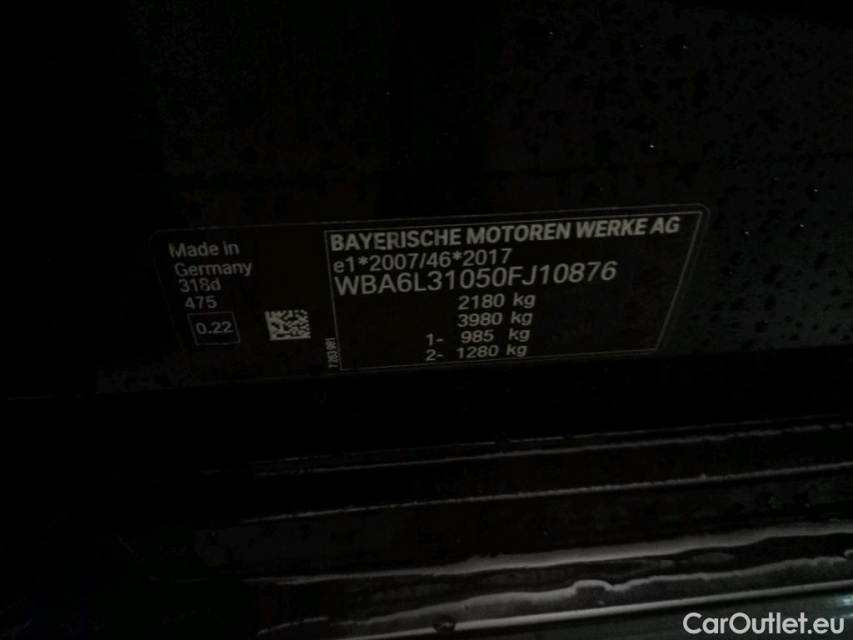 Made in
Germany
318d
475
0.22
BAYERISCHE MOTOREN WERKE AG
e1*2007/46*2017
WBA6L31050FJ10876
2180 kg
3980 kg
1- 985 kg
2- 1280 kg
CarOutlet.eu